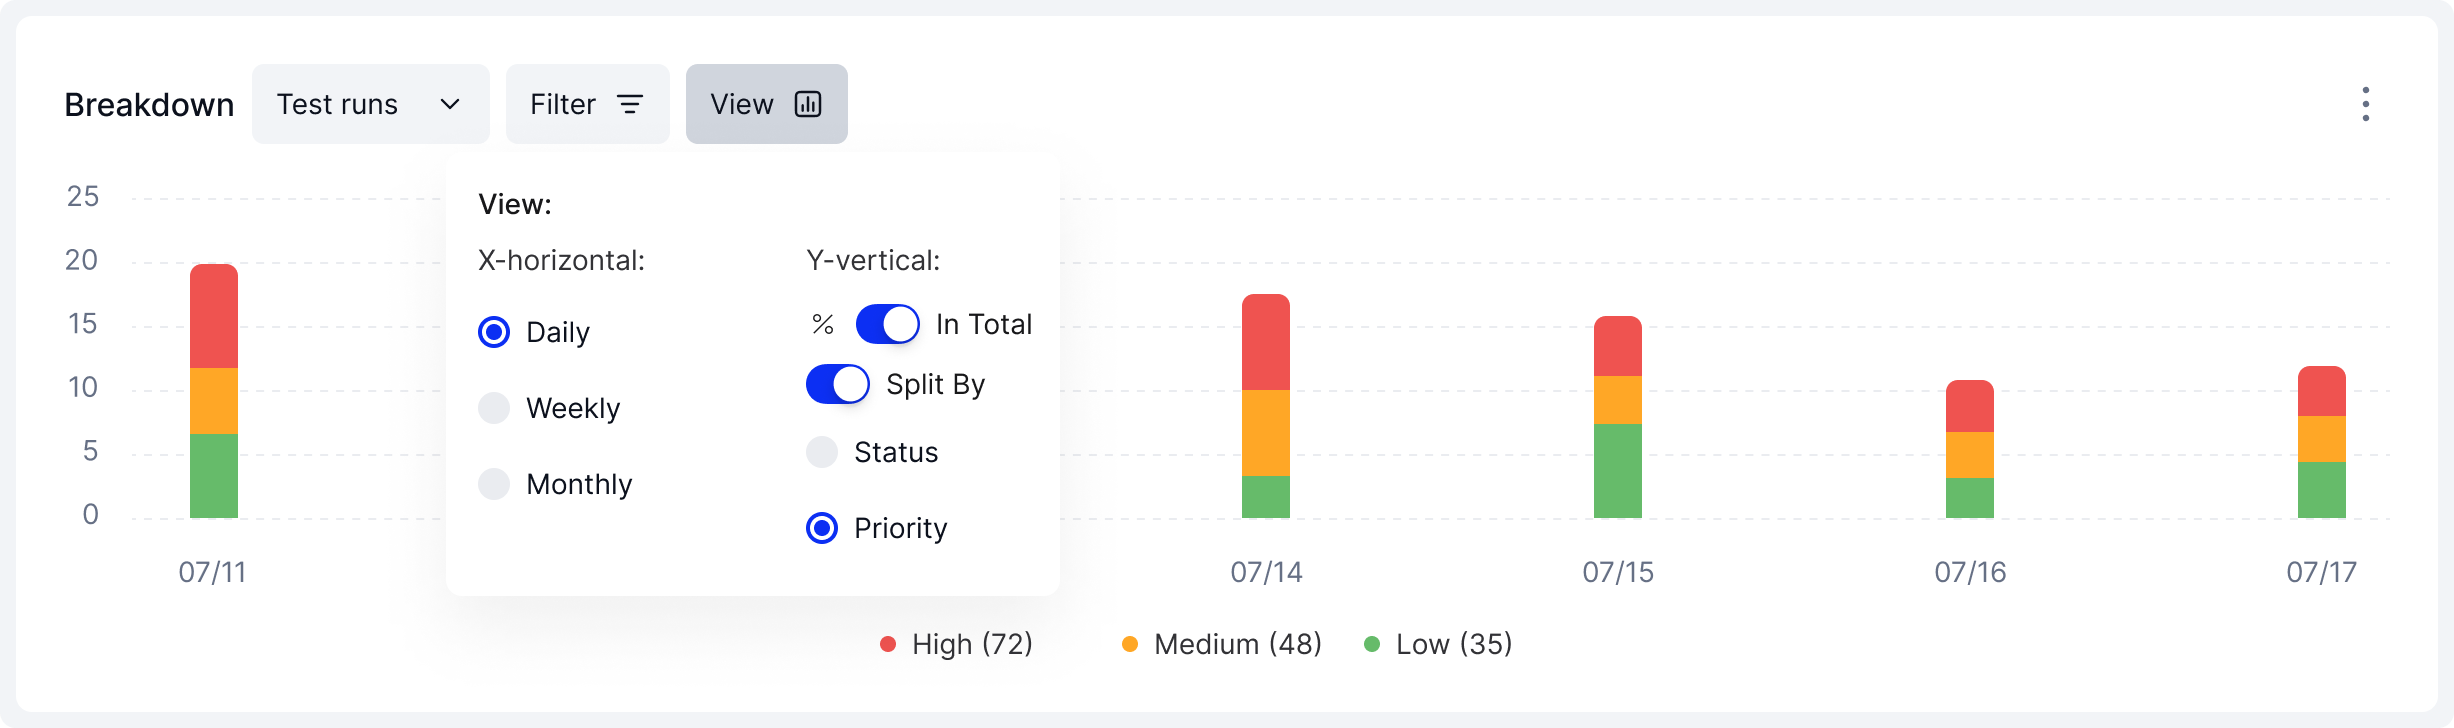 Breakdown Test runs Filter View
View:
X-horizontal: Y-vertical:
% In Total
Daily
Split By
Weekly
Status
Monthly
Priority
25
20
15
10
5
0
07/11 07/14 07/15 07/16 07/17
High (72) Medium (48) Low (35)